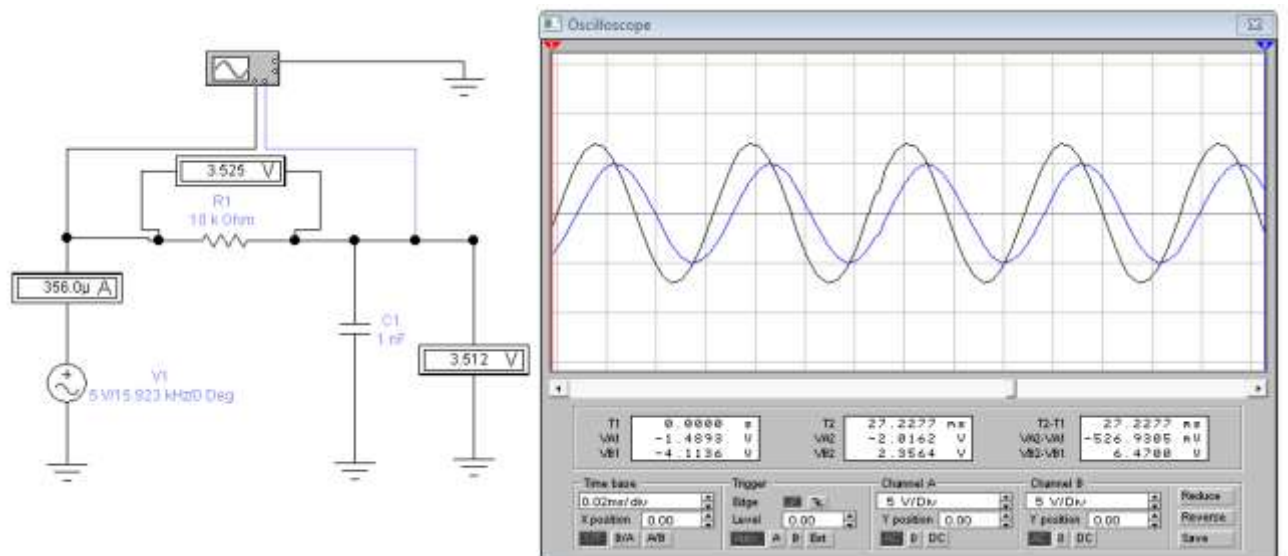 Oscilloscope
3.525 V
R1
10 k Ohm
356.0µ A
C1
1 nF
3.512 V
V1
5 V/15.923 kHz/0 Deg
T1 0.0000 s
VA1 -1.4893 V
VB1 -4.1136 V
T2 27.2277 ms
VA2 -2.0162 V
VB2 2.3564 V
T2-T1 27.2277 ms
VA2-VA1 -526.9305 mV
VB2-VB1 6.4700 V
Time base
0.02ms/div
X position 0.00
B/A A/B
Trigger
Edge
Level 0.00
A B Ext
Channel A
5 V/Div
Y position 0.00
0 DC
Channel B
5 V/Div
Y position 0.00
0 DC
Reduce
Reverse
Save